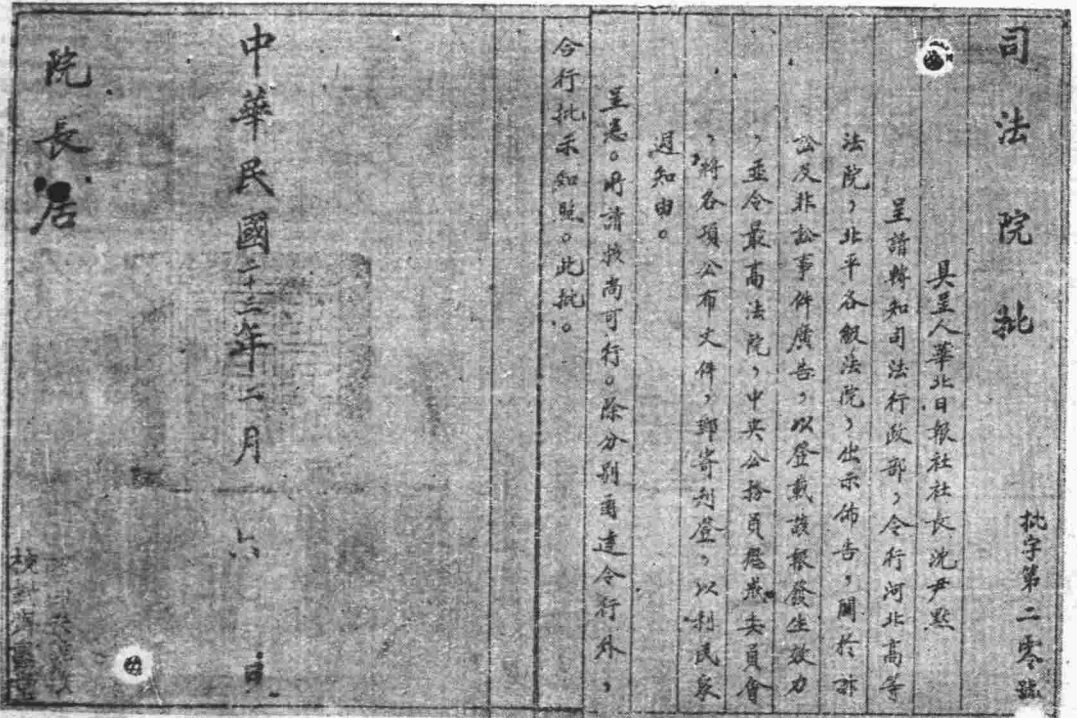 司法院批
批字第二零號
具呈人華北日報社社長沈尹默
呈請轉知司法行政部，令行河北高等
法院，北平各級法院，出示佈告，關於訴
訟及非訟事件廣告，以登載該報發生效力
，並令最高法院，中央公務員懲戒委員會
，將各項公布文件，郵寄刊登，以利民衆
週知由。
呈悉。所請核尚可行。除分別函達令行外，
合行批示知照。此批。
中華民國二十三年二月六日
院長居